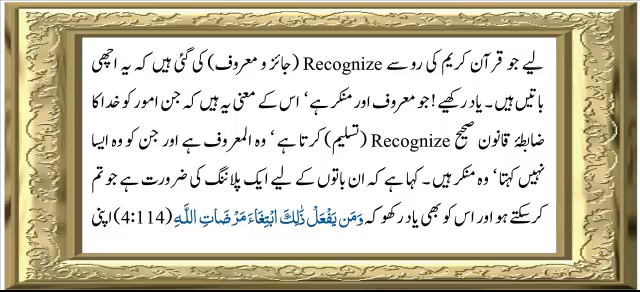 لیے جو قرآن کریم کی رو سے Recognize (جائز و معروف) کی گئی ہیں کہ یہ اچھی
باتیں ہیں۔ یاد رکھیے! جو معروف اور منکر ہے‘ اس کے معنی یہ ہیں کہ جن امور کو خدا کا
ضابطۂ قانون صحیح Recognize (تسلیم) کرتا ہے‘ وہ المعروف ہے اور جن کو وہ ایسا
نہیں کہتا‘ وہ منکر ہیں۔ کہا ہے کہ ان باتوں کے لیے ایک پلاننگ کی ضرورت ہے جو تم
کر سکتے ہو اور اس کو بھی یاد رکھو کہ وَمَن يَفْعَلْ ذَٰلِكَ ابْتِغَاءَ مَرْضَاتِ اللَّهِ (4:114) اپنی